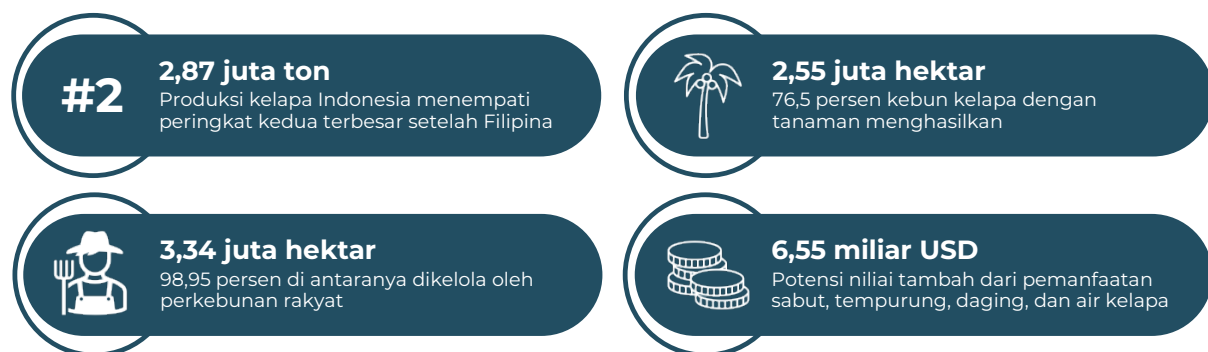 #2
2,87 juta ton
Produksi kelapa Indonesia menempati
peringkat kedua terbesar setelah Filipina
2,55 juta hektar
76,5 persen kebun kelapa dengan
tanaman menghasilkan
3,34 juta hektar
98,95 persen di antaranya dikelola oleh
perkebunan rakyat
6,55 miliar USD
Potensi niliai tambah dari pemanfaatan
sabut, tempurung, daging, dan air kelapa